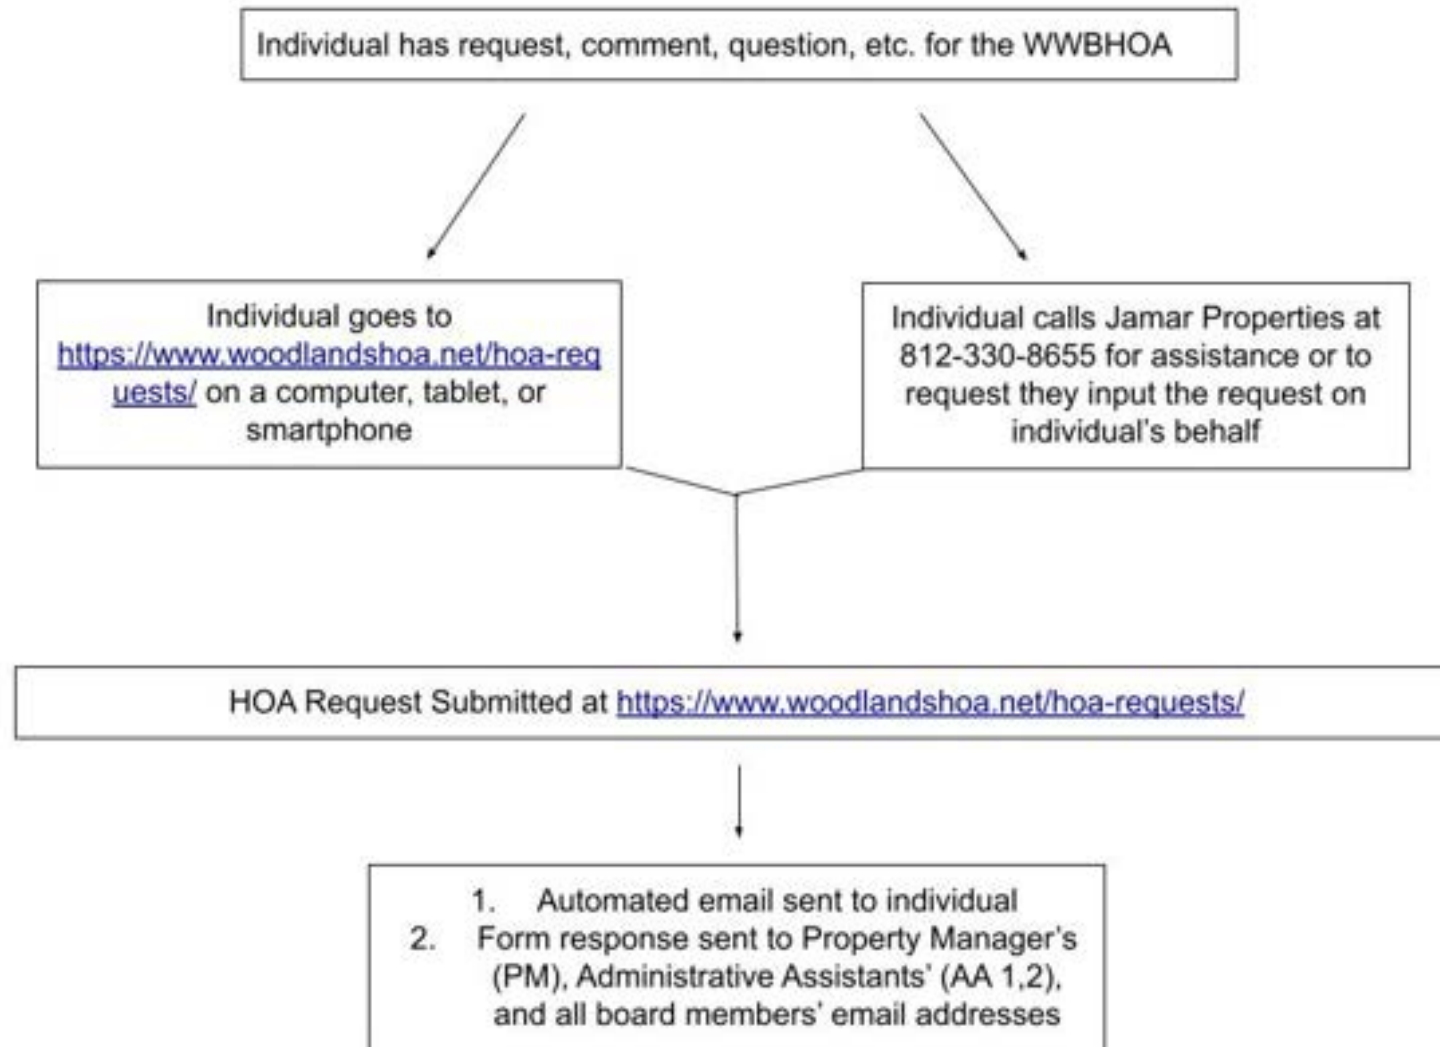 Individual has request, comment, question, etc. for the WWBHOA
Individual goes to
https://www.woodlandshoa.net/hoa-req
uests/ on a computer, tablet, or
smartphone
Individual calls Jamar Properties at
812-330-8655 for assistance or to
request they input the request on
individual's behalf
HOA Request Submitted at https://www.woodlandshoa.net/hoa-requests/
1. Automated email sent to individual
2. Form response sent to Property Manager's
(PM), Administrative Assistants' (AA 1,2),
and all board members' email addresses